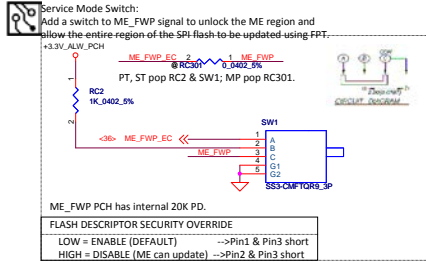 Service Mode Switch:
Add a switch to ME_FWP signal to unlock the ME region and
allow the entire region of the SPI flash to be updated using FPT.
+3.3V_ALW_PCH
ME_FWP_EC 2 1 ME_FWP
@RC301 0_0402_5%
PT, ST pop RC2 & SW1; MP pop RC301.
1
RC2
1K_0402_5%
2
CIRCUIT DIAGRAM
SW1
<36> ME_FWP_EC
ME_FWP
1 A
2 B
3 C
4 G1
5 G2
SS3-CMFTQR9_3P
ME_FWP PCH has internal 20K PD.
FLASH DESCRIPTOR SECURITY OVERRIDE
LOW = ENABLE (DEFAULT) -->Pin1 & Pin3 short
HIGH = DISABLE (ME can update) -->Pin2 & Pin3 short